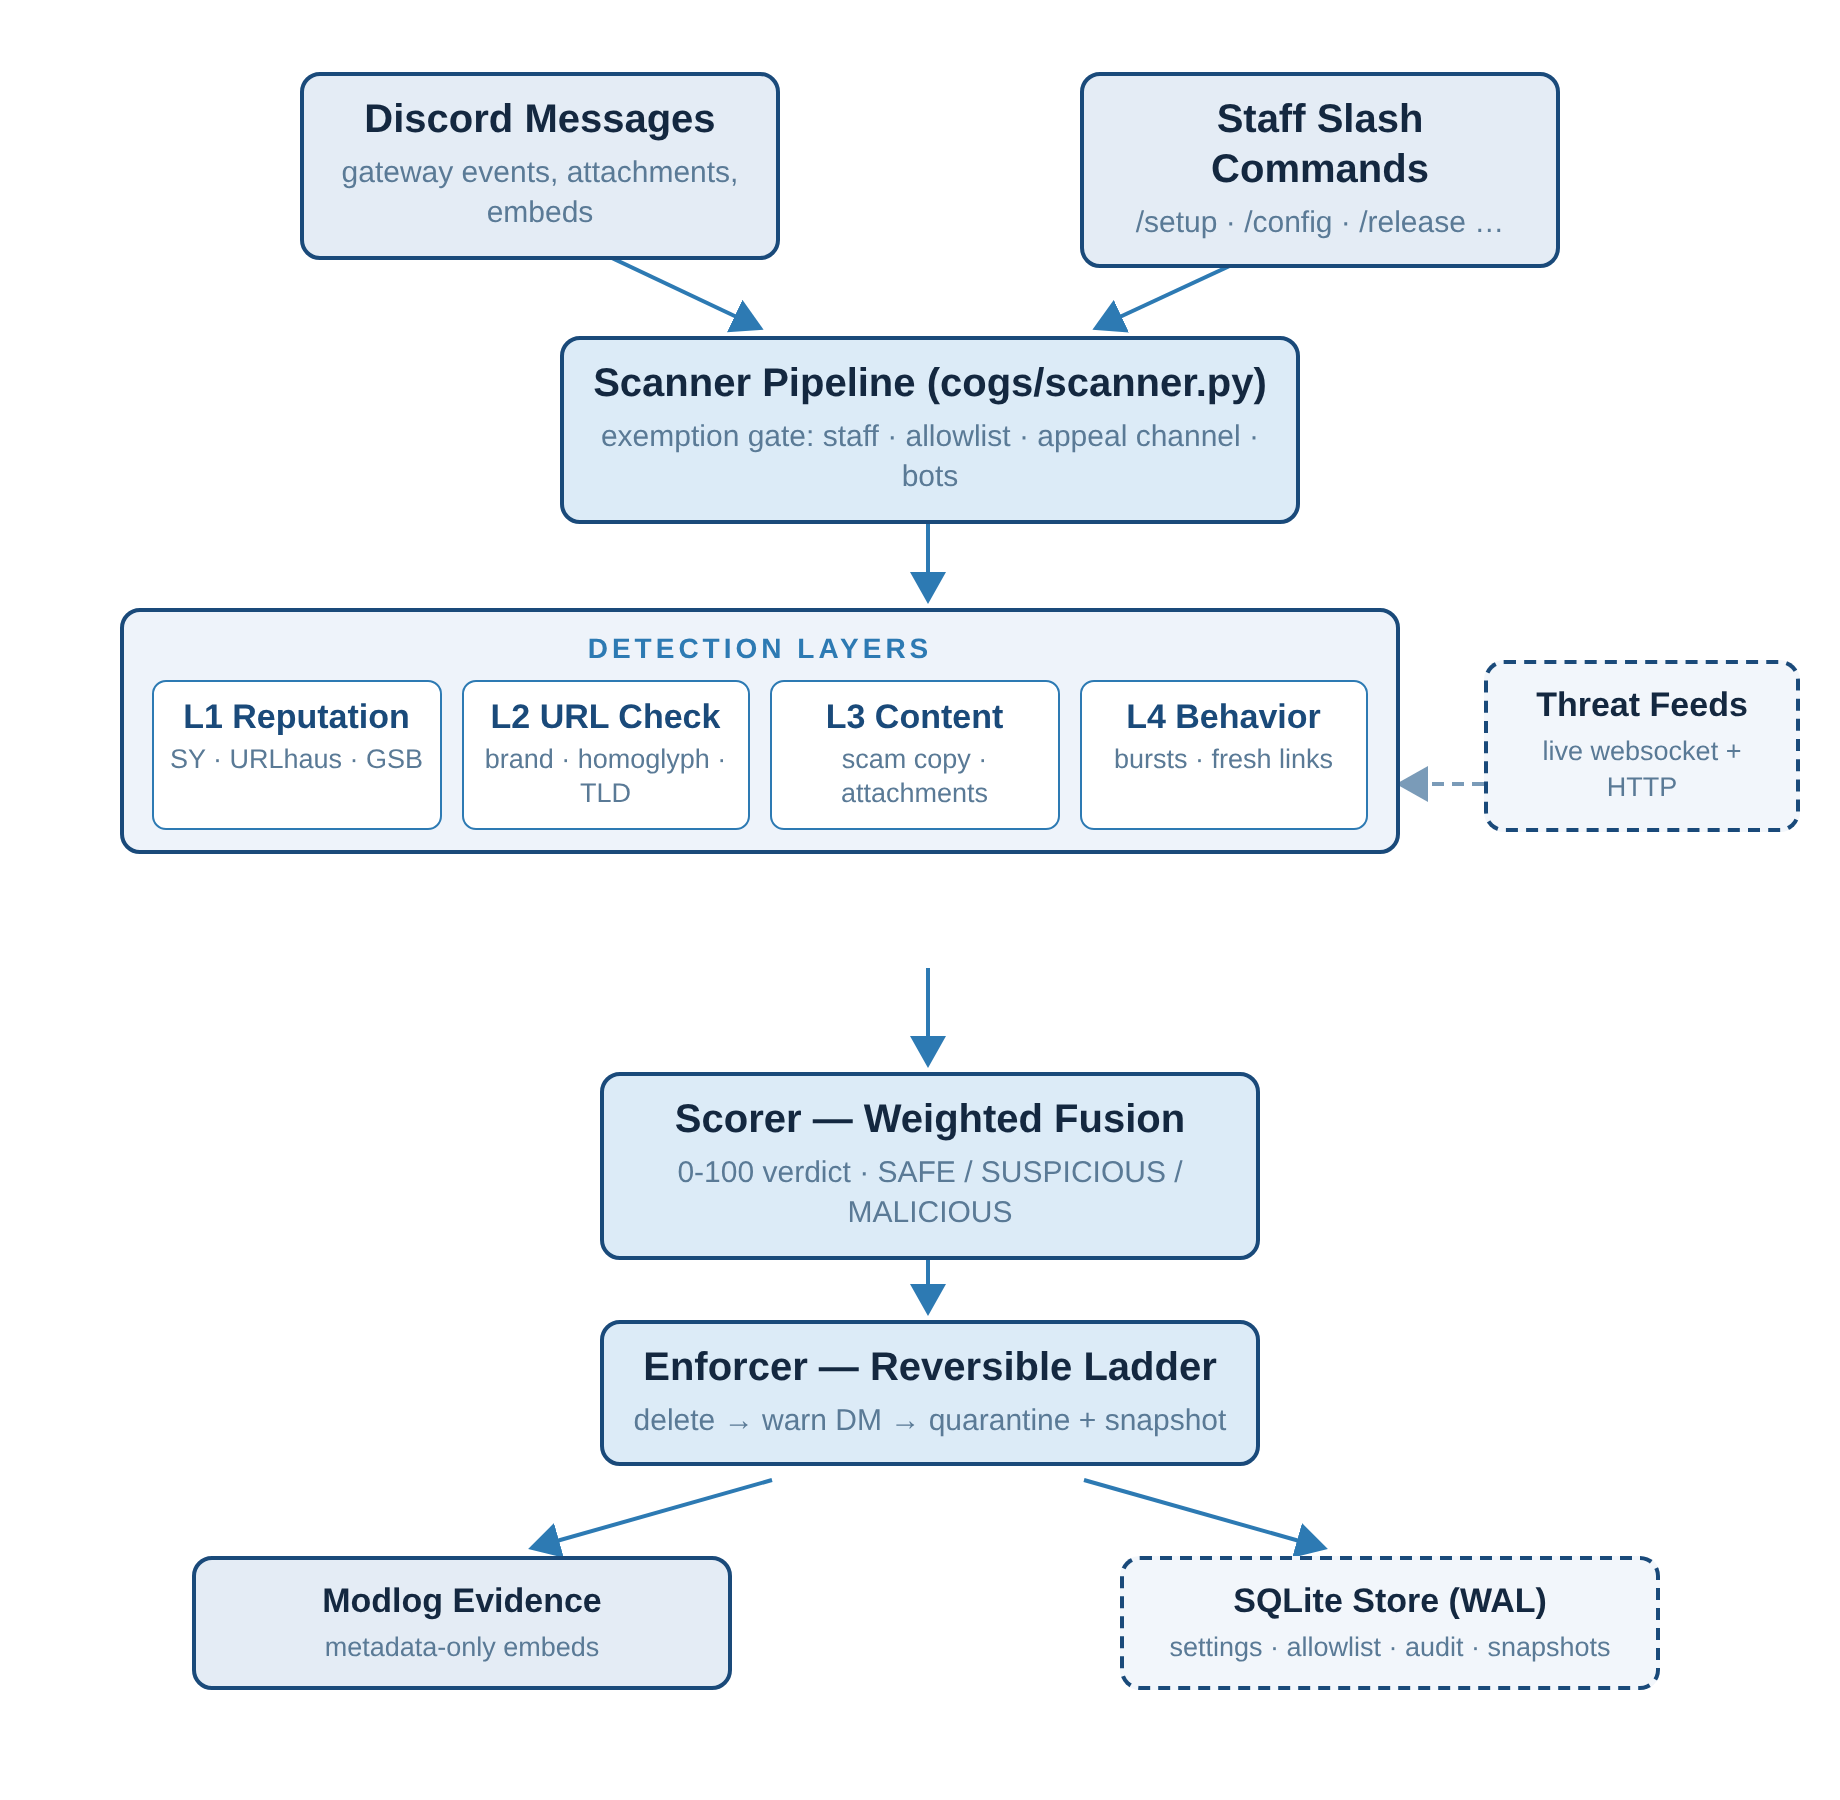 Discord Messages
gateway events, attachments,
embeds
Staff Slash
Commands
/setup · /config · /release …
Scanner Pipeline (cogs/scanner.py)
exemption gate: staff · allowlist · appeal channel ·
bots
DETECTION LAYERS
L1 Reputation
SY · URLhaus · GSB
L2 URL Check
brand · homoglyph ·
TLD
L3 Content
scam copy ·
attachments
L4 Behavior
bursts · fresh links
Threat Feeds
live websocket +
HTTP
Scorer — Weighted Fusion
0-100 verdict · SAFE / SUSPICIOUS /
MALICIOUS
Enforcer — Reversible Ladder
delete → warn DM → quarantine + snapshot
Modlog Evidence
metadata-only embeds
SQLite Store (WAL)
settings · allowlist · audit · snapshots